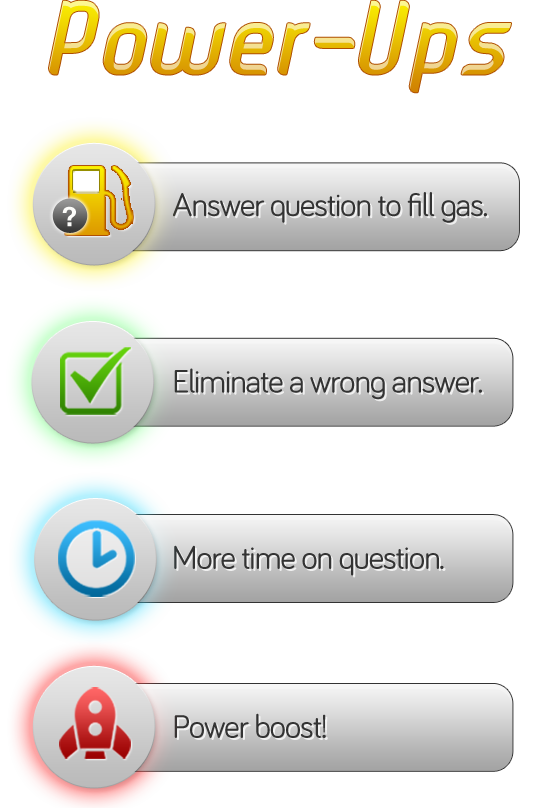 Power-Ups
?
Answer question to fill gas.
Eliminate a wrong answer.
More time on question.
Power boost!